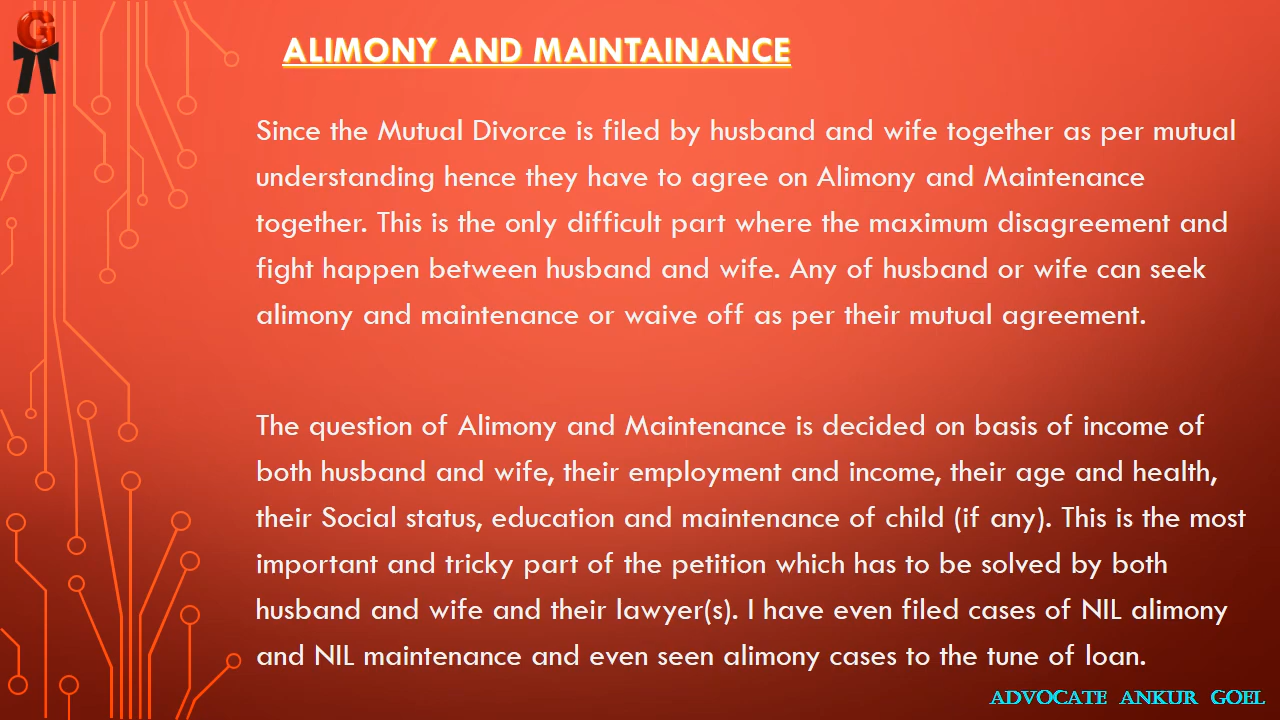 G
ALIMONY AND MAINTAINANCE
Since the Mutual Divorce is filed by husband and wife together as per mutual
understanding hence they have to agree on Alimony and Maintenance
together. This is the only difficult part where the maximum disagreement and
fight happen between husband and wife. Any of husband or wife can seek
alimony and maintenance or waive off as per their mutual agreement.
The question of Alimony and Maintenance is decided on basis of income of
both husband and wife, their employment and income, their age and health,
their Social status, education and maintenance of child (if any). This is the most
important and tricky part of the petition which has to be solved by both
husband and wife and their lawyer(s). I have even filed cases of NIL alimony
and NIL maintenance and even seen alimony cases to the tune of loan.
ADVOCATE ANKUR GOEL